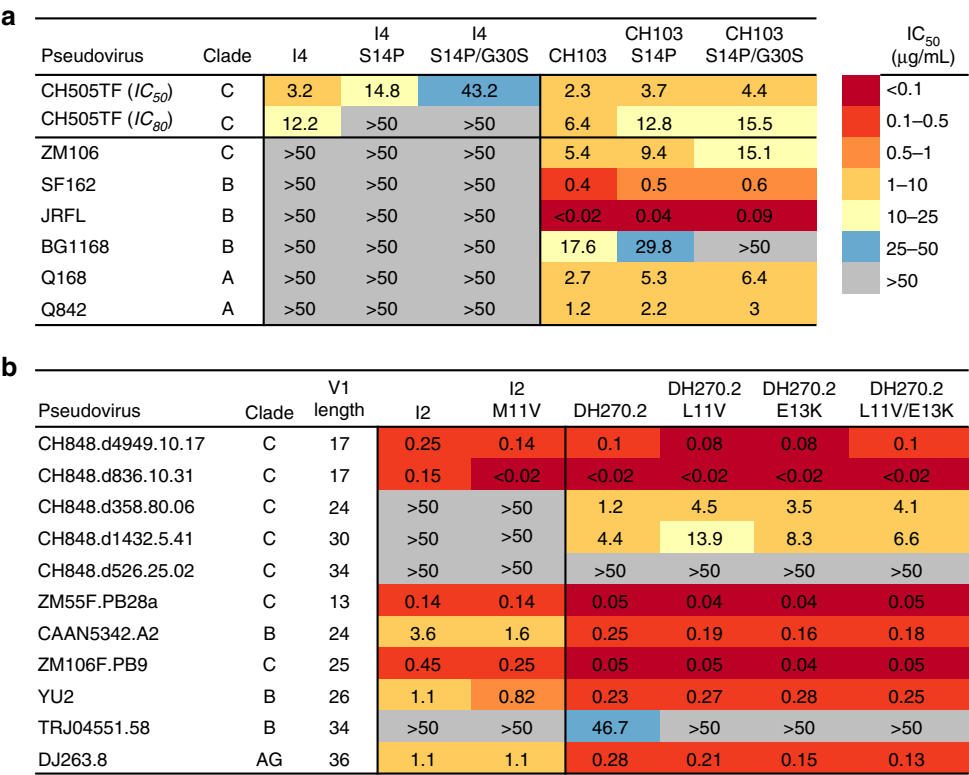 a
Pseudovirus Clade I4 I4 S14P I4 S14P/G30S CH103 CH103 S14P CH103 S14P/G30S
CH505TF (IC50) C 3.2 14.8 43.2 2.3 3.7 4.4
CH505TF (IC80) C 12.2 >50 >50 6.4 12.8 15.5
ZM106 C >50 >50 >50 5.4 9.4 15.1
SF162 B >50 >50 >50 0.4 0.5 0.6
JRFL B >50 >50 >50 <0.02 0.04 0.09
BG1168 B >50 >50 >50 17.6 29.8 >50
Q168 A >50 >50 >50 2.7 5.3 6.4
Q842 A >50 >50 >50 1.2 2.2 3
IC50
(µg/mL)
<0.1
0.1–0.5
0.5–1
1–10
10–25
25–50
>50
b
Pseudovirus Clade V1 length I2 I2 M11V DH270.2 DH270.2 L11V DH270.2 E13K DH270.2 L11V/E13K
CH848.d4949.10.17 C 17 0.25 0.14 0.1 0.08 0.08 0.1
CH848.d836.10.31 C 17 0.15 <0.02 <0.02 <0.02 <0.02 <0.02
CH848.d358.80.06 C 24 >50 >50 1.2 4.5 3.5 4.1
CH848.d1432.5.41 C 30 >50 >50 4.4 13.9 8.3 6.6
CH848.d526.25.02 C 34 >50 >50 >50 >50 >50 >50
ZM55F.PB28a C 13 0.14 0.14 0.05 0.04 0.04 0.05
CAAN5342.A2 B 24 3.6 1.6 0.25 0.19 0.16 0.18
ZM106F.PB9 C 25 0.45 0.25 0.05 0.05 0.04 0.05
YU2 B 26 1.1 0.82 0.23 0.27 0.28 0.25
TRJ04551.58 B 34 >50 >50 46.7 >50 >50 >50
DJ263.8 AG 36 1.1 1.1 0.28 0.21 0.15 0.13